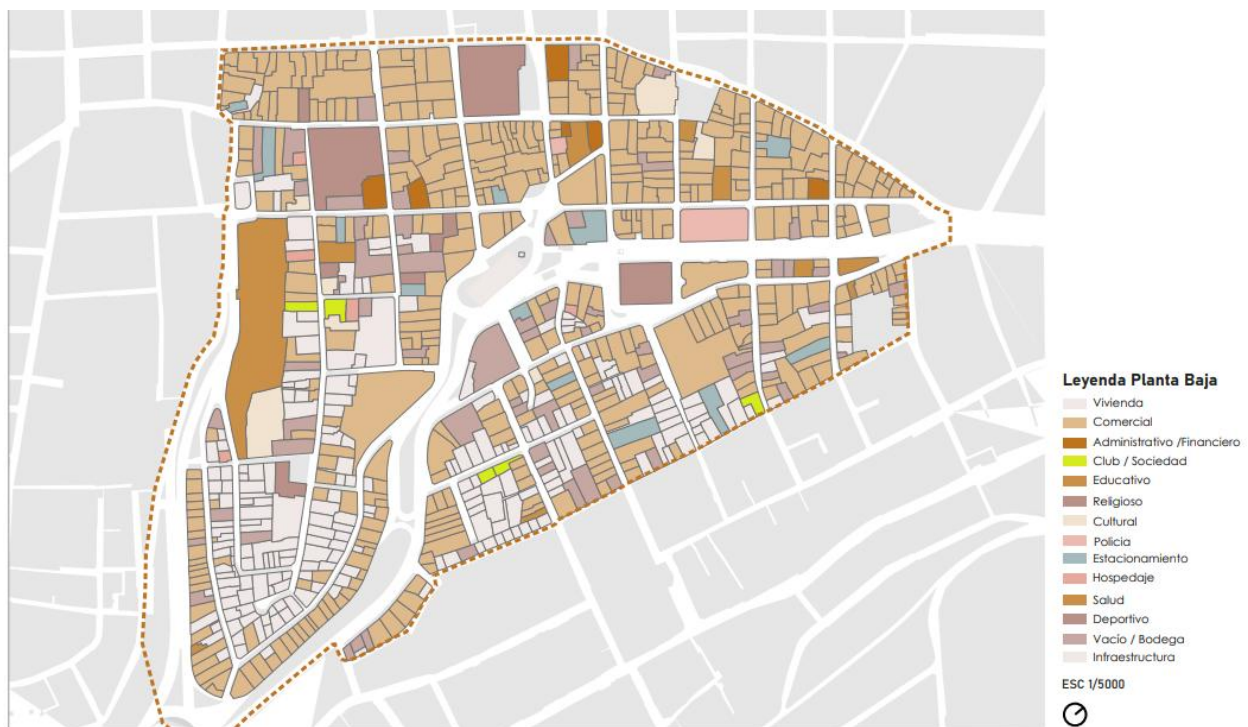 Leyenda Planta Baja
Vivienda
Comercial
Administrativo /Financiero
Club / Sociedad
Educativo
Religioso
Cultural
Policia
Estacionamiento
Hospedaje
Salud
Deportivo
Vacío / Bodega
Infraestructura
ESC 1/5000